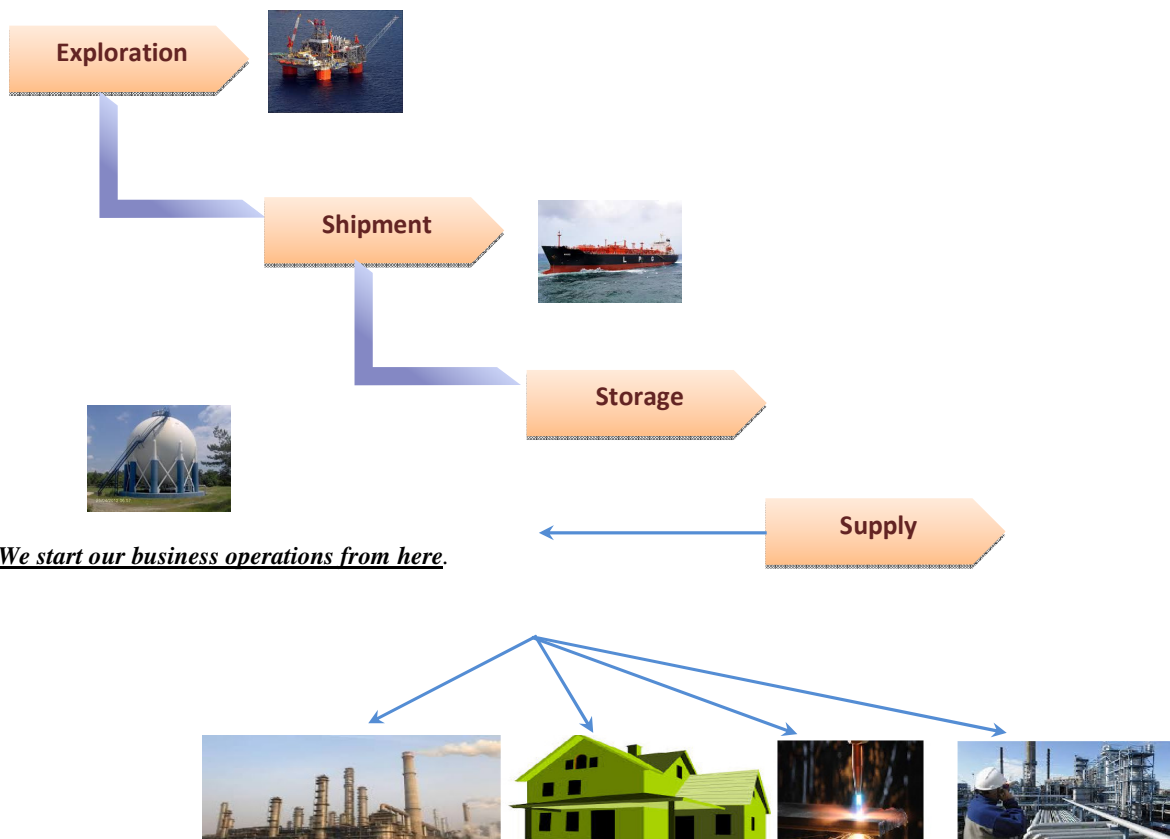 Exploration
Shipment
L P G
Storage
Supply
We start our business operations from here.